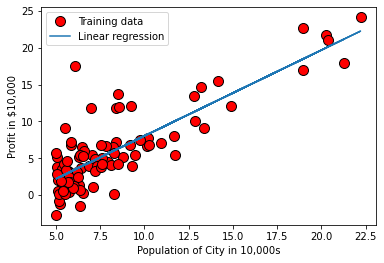 Training data
Linear regression
25
20
15
10
5
0
Profit in $10,000
5.0 7.5 10.0 12.5 15.0 17.5 20.0 22.5
Population of City in 10,000s